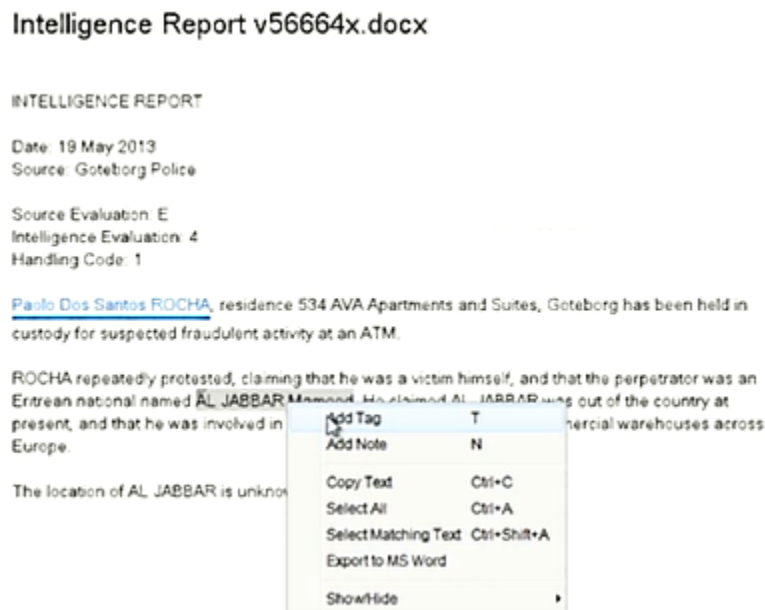 Intelligence Report v56664x.docx
INTELLIGENCE REPORT
Date: 19 May 2013
Source: Goteborg Police
Source Evaluation: E
Intelligence Evaluation: 4
Handling Code: 1
Paolo Dos Santos ROCHA, residence 534 AVA Apartments and Suites, Goteborg has been held in
custody for suspected fraudulent activity at an ATM.
ROCHA repeatedly protested, claiming that he was a victim himself, and that the perpetrator was an
Eritrean national named AL JABBAR Mamood. He claimed AL JABBAR was out of the country at
present, and that he was involved in mercial warehouses across
Europe.
The location of AL JABBAR is unknow
Add Tag T
Add Note N
Copy Text Ctrl+C
Select All Ctrl+A
Select Matching Text Ctrl+Shift+A
Export to MS Word
Show/Hide